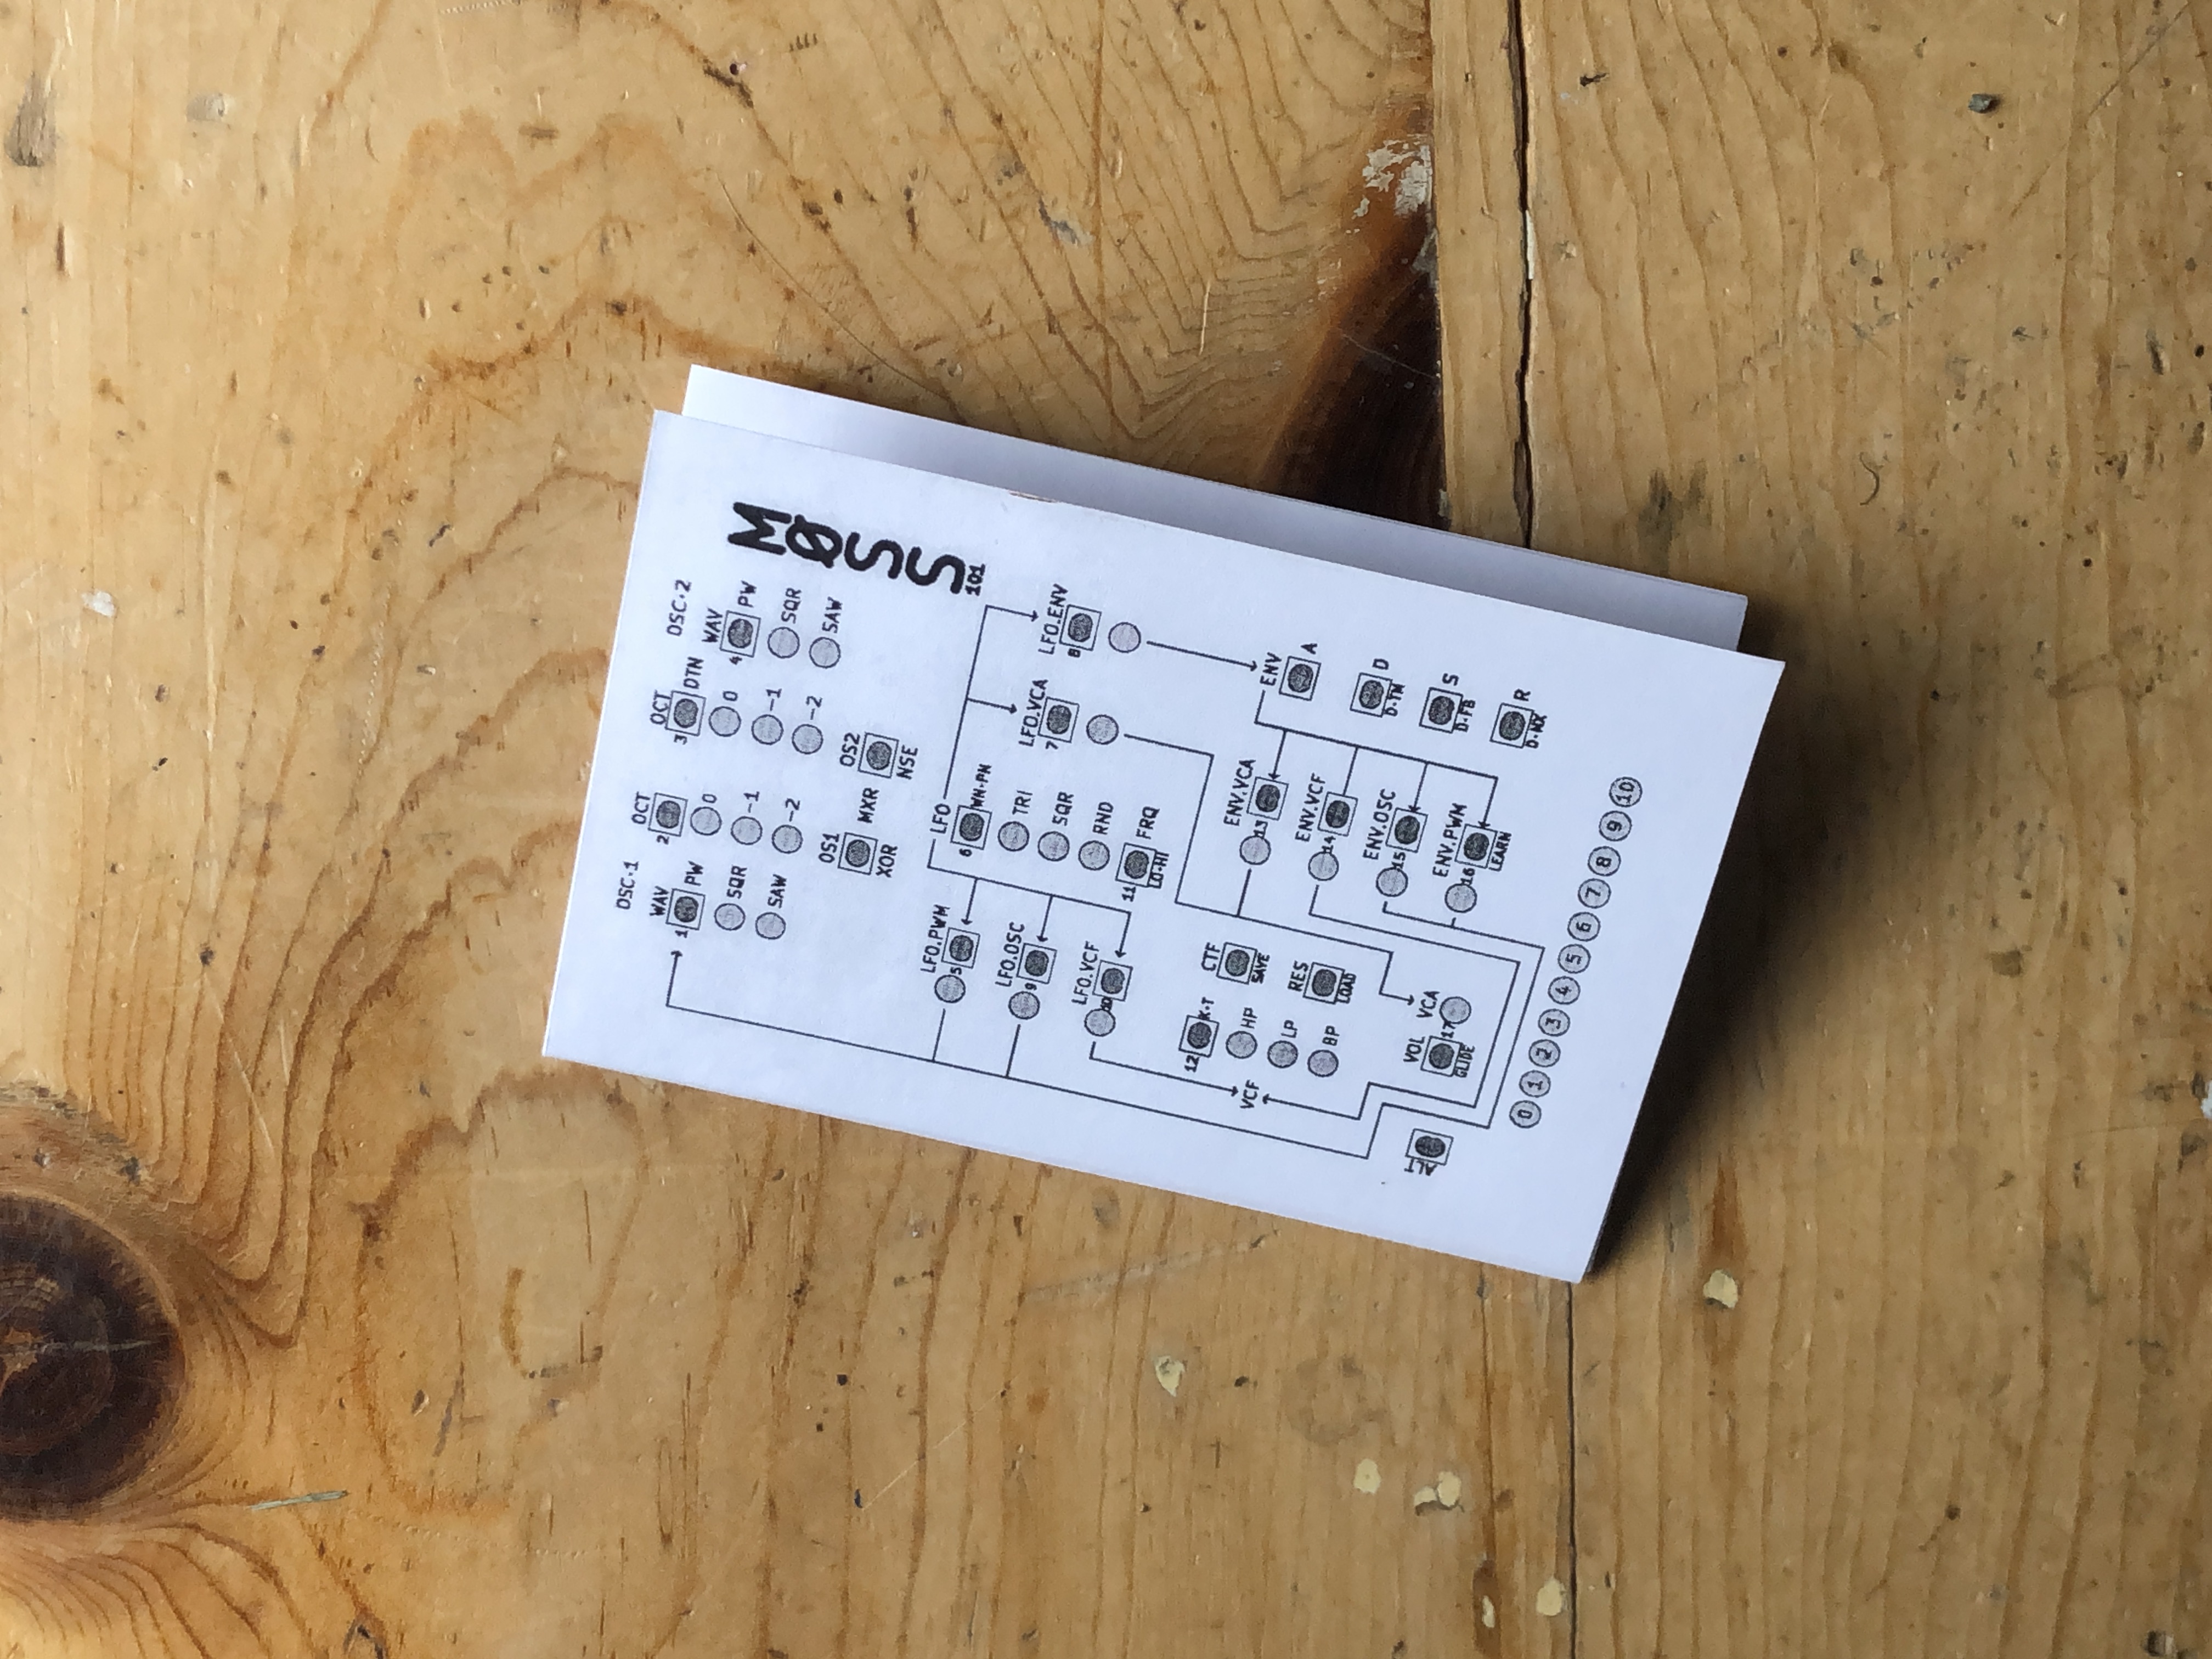 OSC·1
OCT
2
WAV
1 PW
0
SQR
-1
SAW
-2
OCT
3 DTN
OSC·2
0
WAV
4 PW
-1
SQR
-2
SAW
MØSS
101
OS1
MXR
OS2
XOR
NSE
LFO.PWM
5
LFO
6 WN-PN
LFO.OSC
9
TRI
LFO.VCA
7
SQR
LFO.ENV
8
LFO.VCF
10
RND
11 FRQ
LO-HI
12 K-T
CTF
SAVE
VCF
HP
LP
RES
LOAD
BP
ENV.VCA
13
ENV
A
ENV.VCF
14
D
D-TM
ENV.OSC
15
S
D-FB
ENV.PWM
16
LEARN
R
D-MX
ALT
VOL
VCA
17
GLIDE
0 1 2 3 4 5 6 7 8 9 10